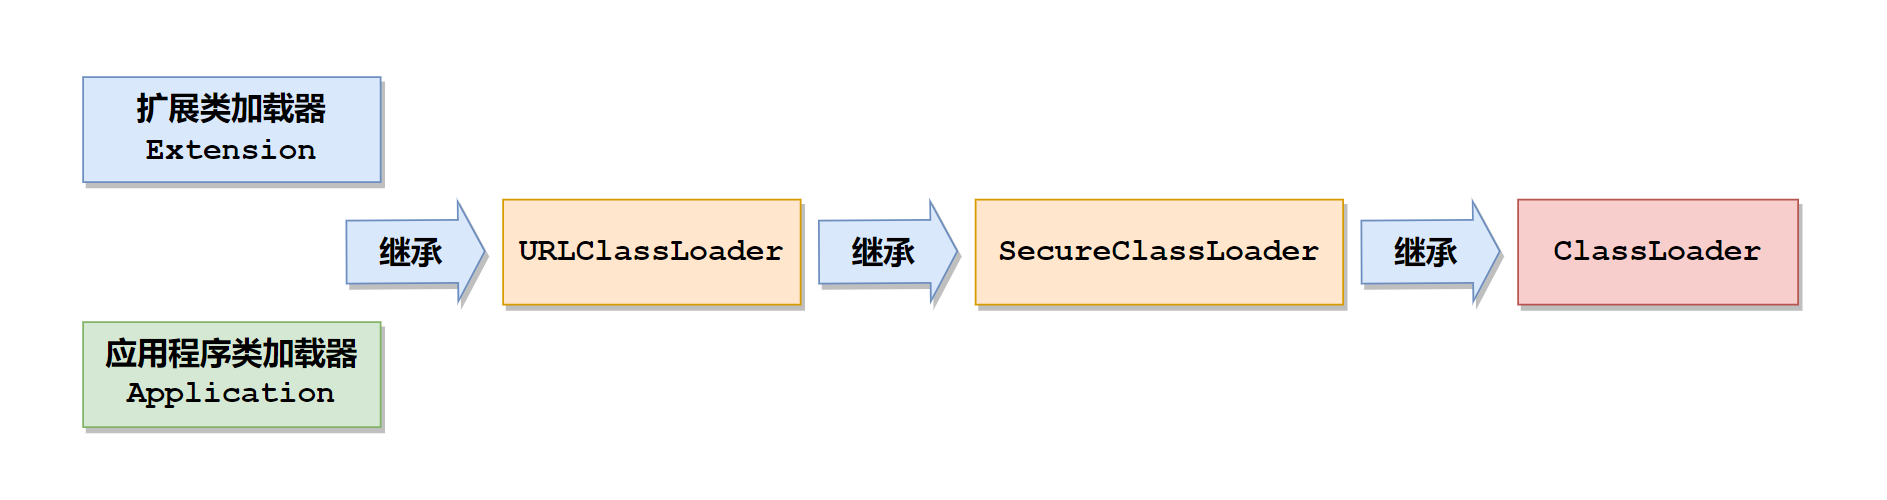 扩展类加载器
Extension
继承
URLClassLoader
继承
SecureClassLoader
继承
ClassLoader
应用程序类加载器
Application